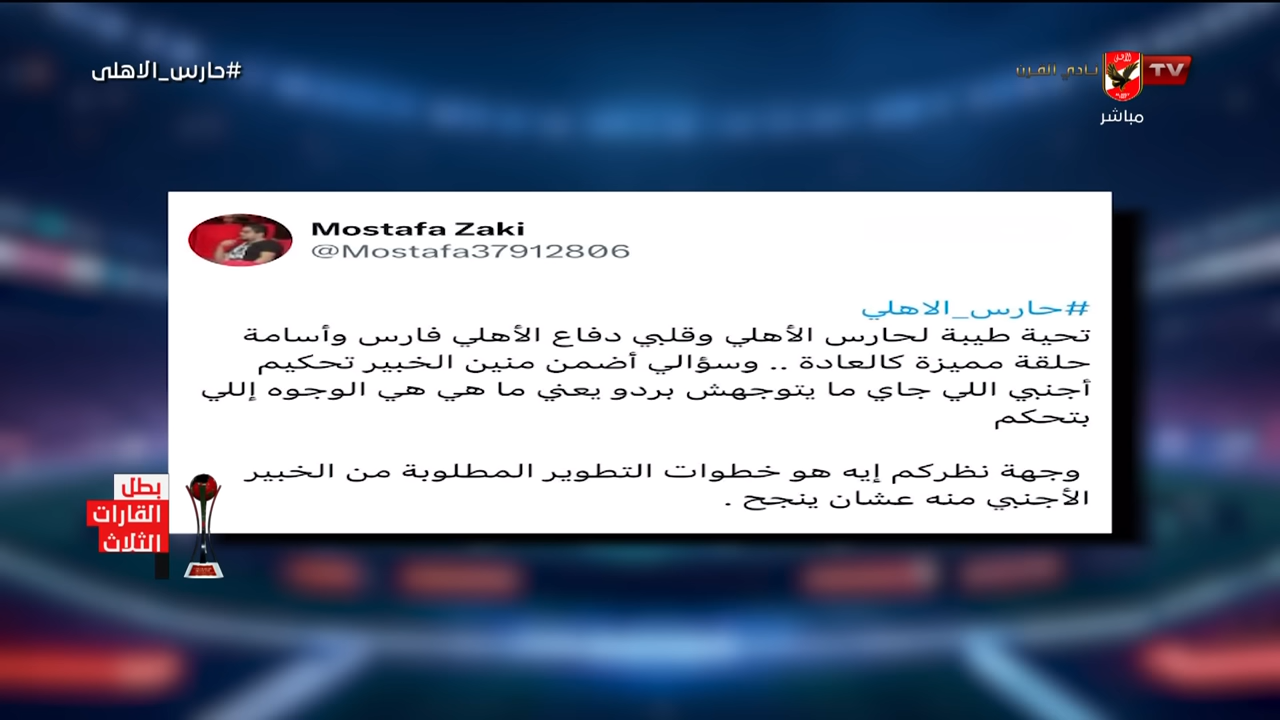 #حارس_الاهلى
نادي القرن
TV
مباشر
Mostafa Zaki
@Mostafa37912806
#حارس_الاهلي
تحية طيبة لحارس الأهلي وقلبي دفاع الأهلي فارس وأسامة
حلقة مميزة كالعادة .. وسؤالي أضمن منين الخبير تحكيم
أجنبي اللي جاي ما يتوجهش بردو يعني ما هي هي الوجوه إللي
بتحكم
وجهة نظركم إيه هو خطوات التطوير المطلوبة من الخبير
الأجنبي منه عشان ينجح .
بطل
القارات
الثلاث